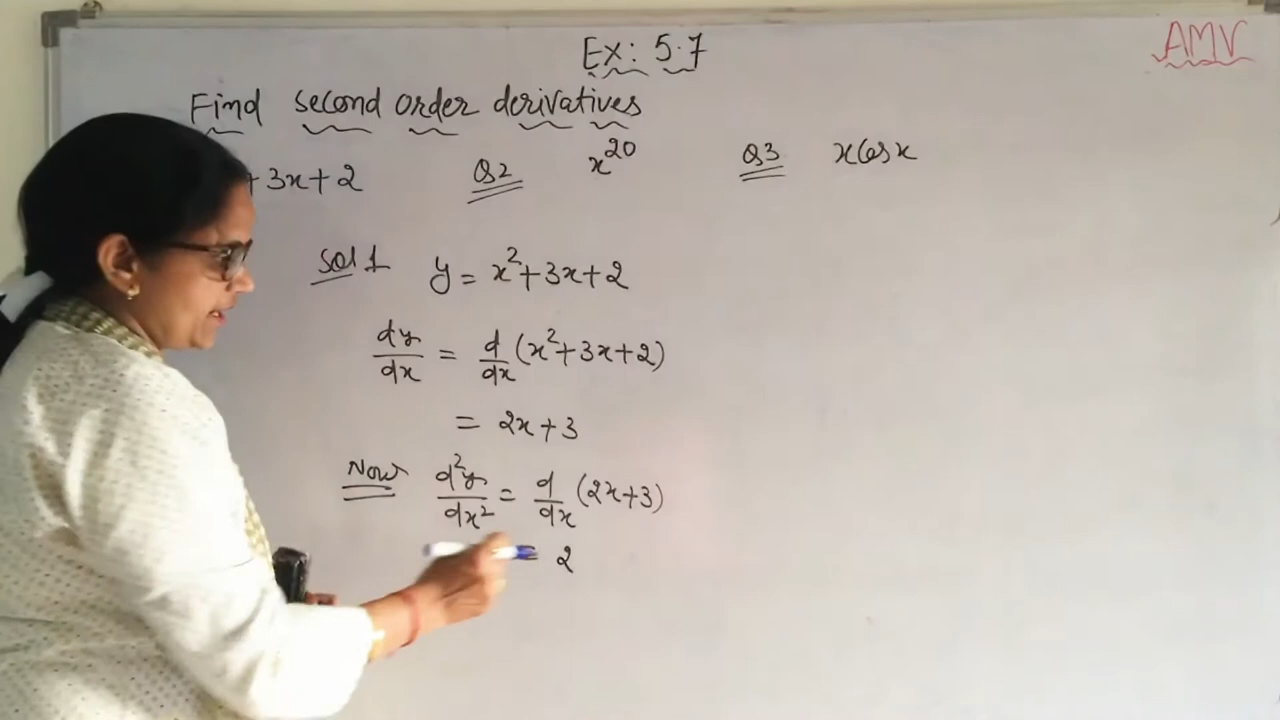 AMV
Ex: 5.7
Find second order derivatives
+ 3x + 2 Q2 x²⁰ Q3 x Cos x
Sol 1 y = x² + 3x + 2
dy/dx = d/dx (x² + 3x + 2)
= 2x + 3
Now d²y/dx² = d/dx (2x + 3)
= 2